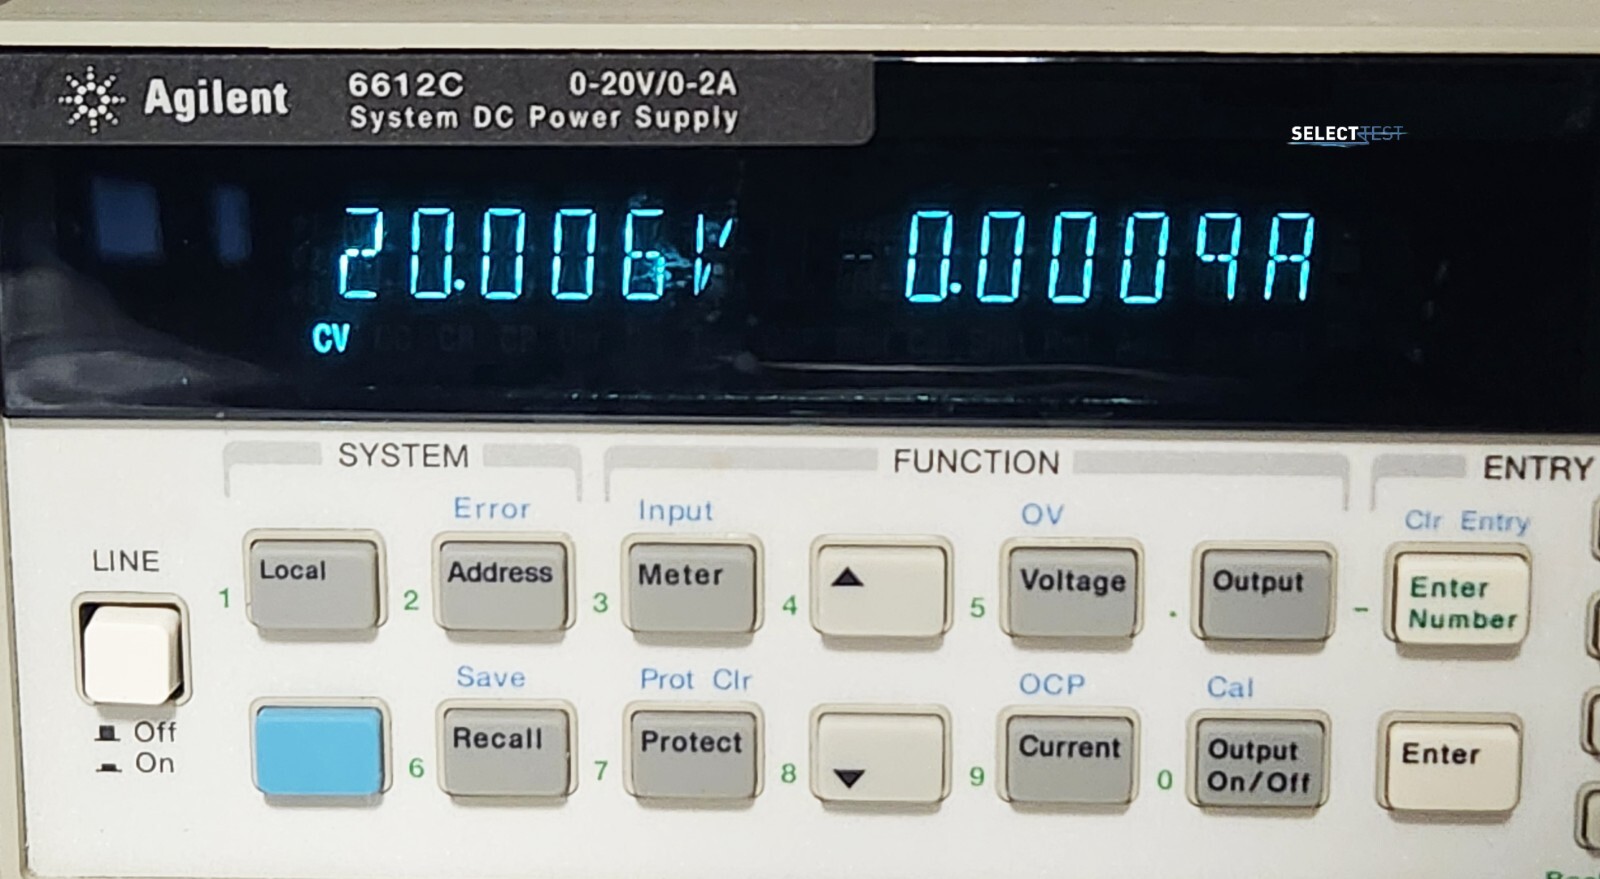 Agilent
6612C 0-20V/0-2A
System DC Power Supply
SELECTTEST
20.006V -0.0009A
CV
SYSTEM FUNCTION ENTRY
Error Input OV Clr Entry
LINE
1 Local 2 Address 3 Meter 4 ▲ 5 Voltage . Output - Enter Number
Save Prot Clr OCP Cal
Off
On
6 Recall 7 Protect 8 ▼ 9 Current 0 Output On/Off Enter